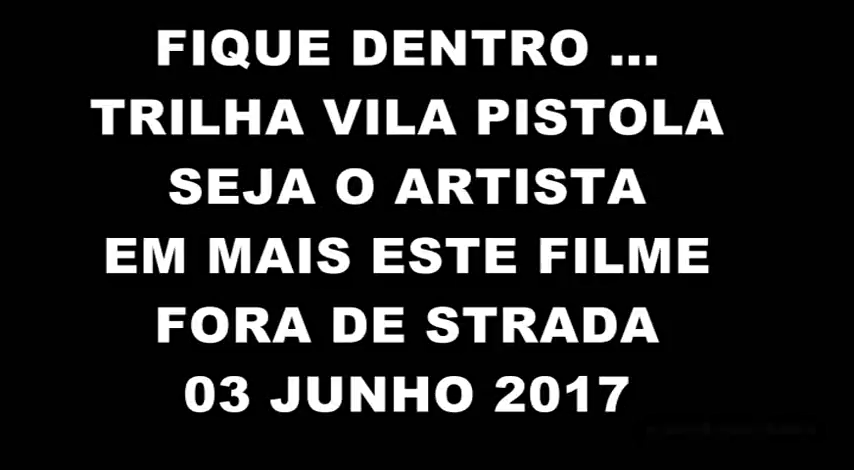 FIQUE DENTRO ...
TRILHA VILA PISTOLA
SEJA O ARTISTA
EM MAIS ESTE FILME
FORA DE STRADA
03 JUNHO 2017